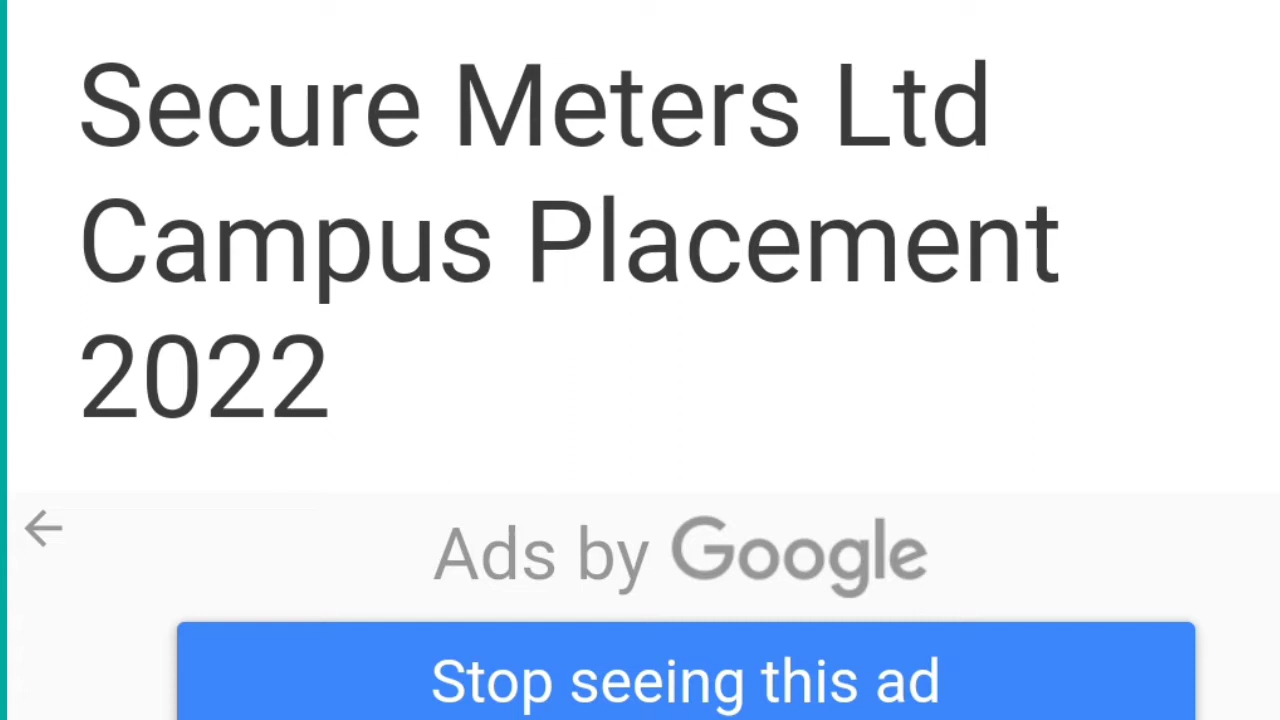 Secure Meters Ltd
Campus Placement
2022
Ads by Google
Stop seeing this ad